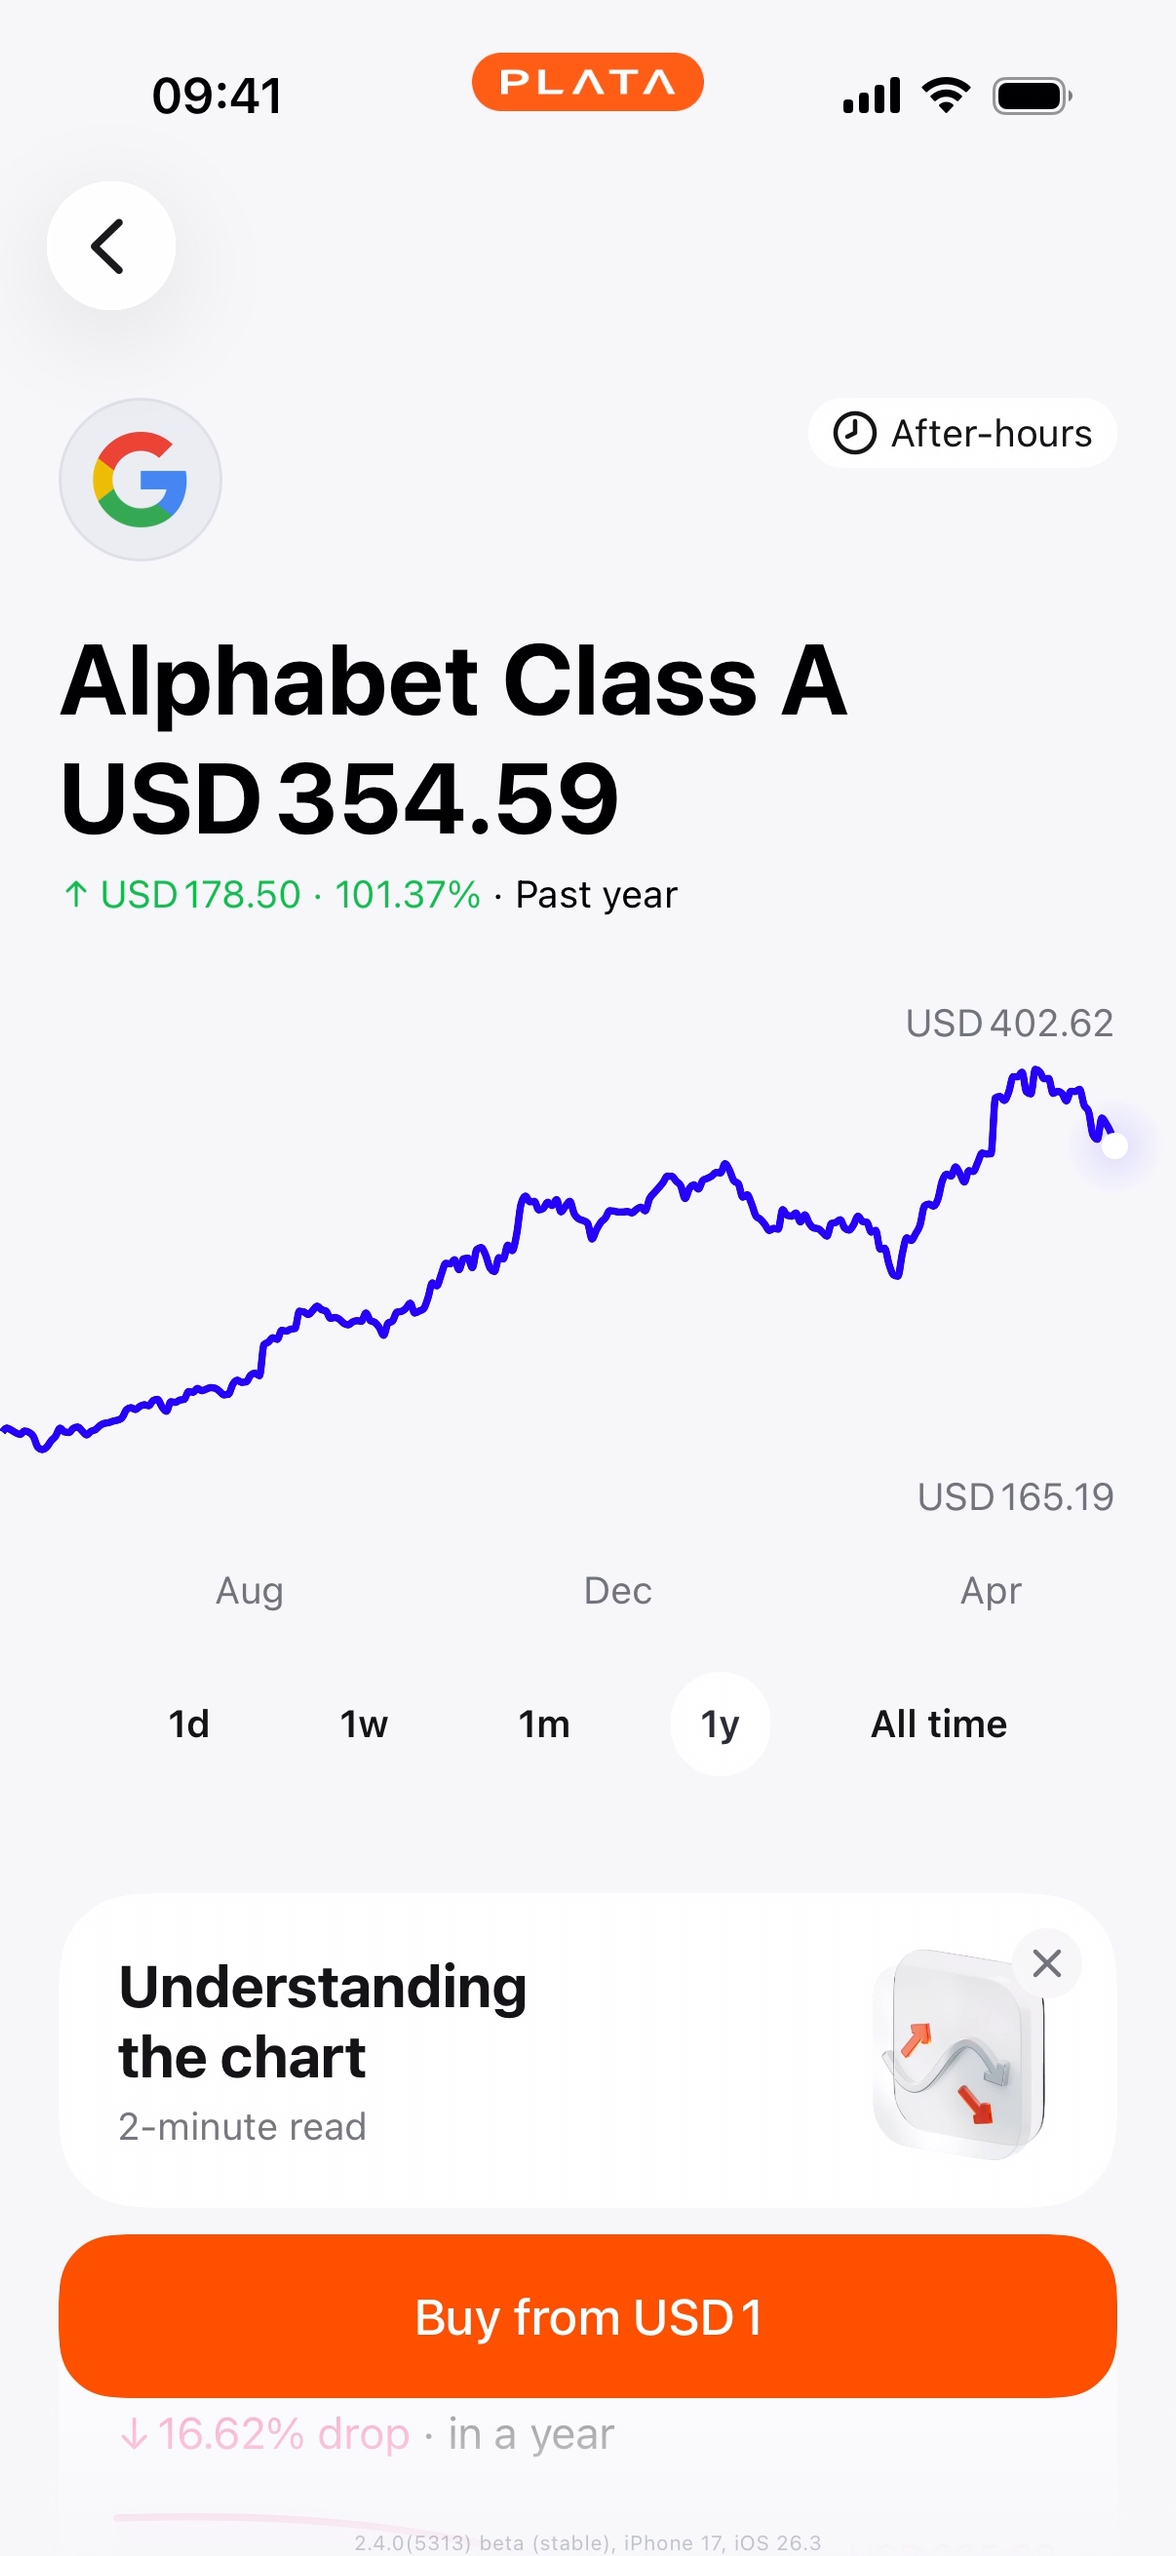 09:41
PLATA
After-hours
Alphabet Class A
USD 354.59
↑ USD 178.50 · 101.37% · Past year
USD 402.62
USD 165.19
Aug Dec Apr
1d 1w 1m 1y All time
Understanding
the chart
2-minute read
Buy from USD 1
↓ 16.62% drop · in a year
2.4.0(5313) beta (stable), iPhone 17, iOS 26.3